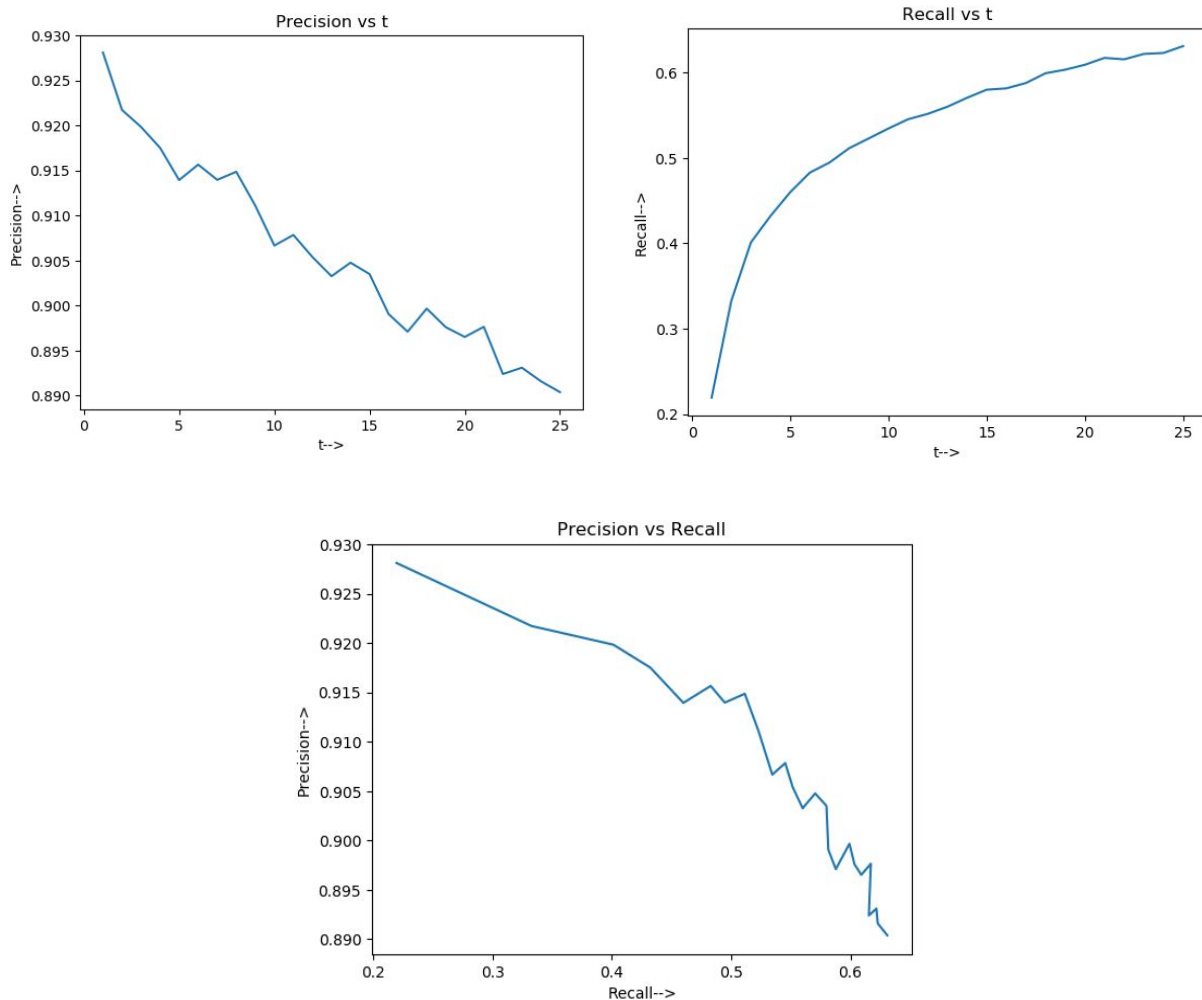 Precision vs t
0.930
0.925
0.920
0.915
0.910
0.905
0.900
0.895
0.890
Precision-->
0 5 10 15 20 25
t-->
Recall vs t
0.6
0.5
0.4
0.3
0.2
Recall-->
0 5 10 15 20 25
t-->
Precision vs Recall
0.930
0.925
0.920
0.915
0.910
0.905
0.900
0.895
0.890
Precision-->
0.2 0.3 0.4 0.5 0.6
Recall-->